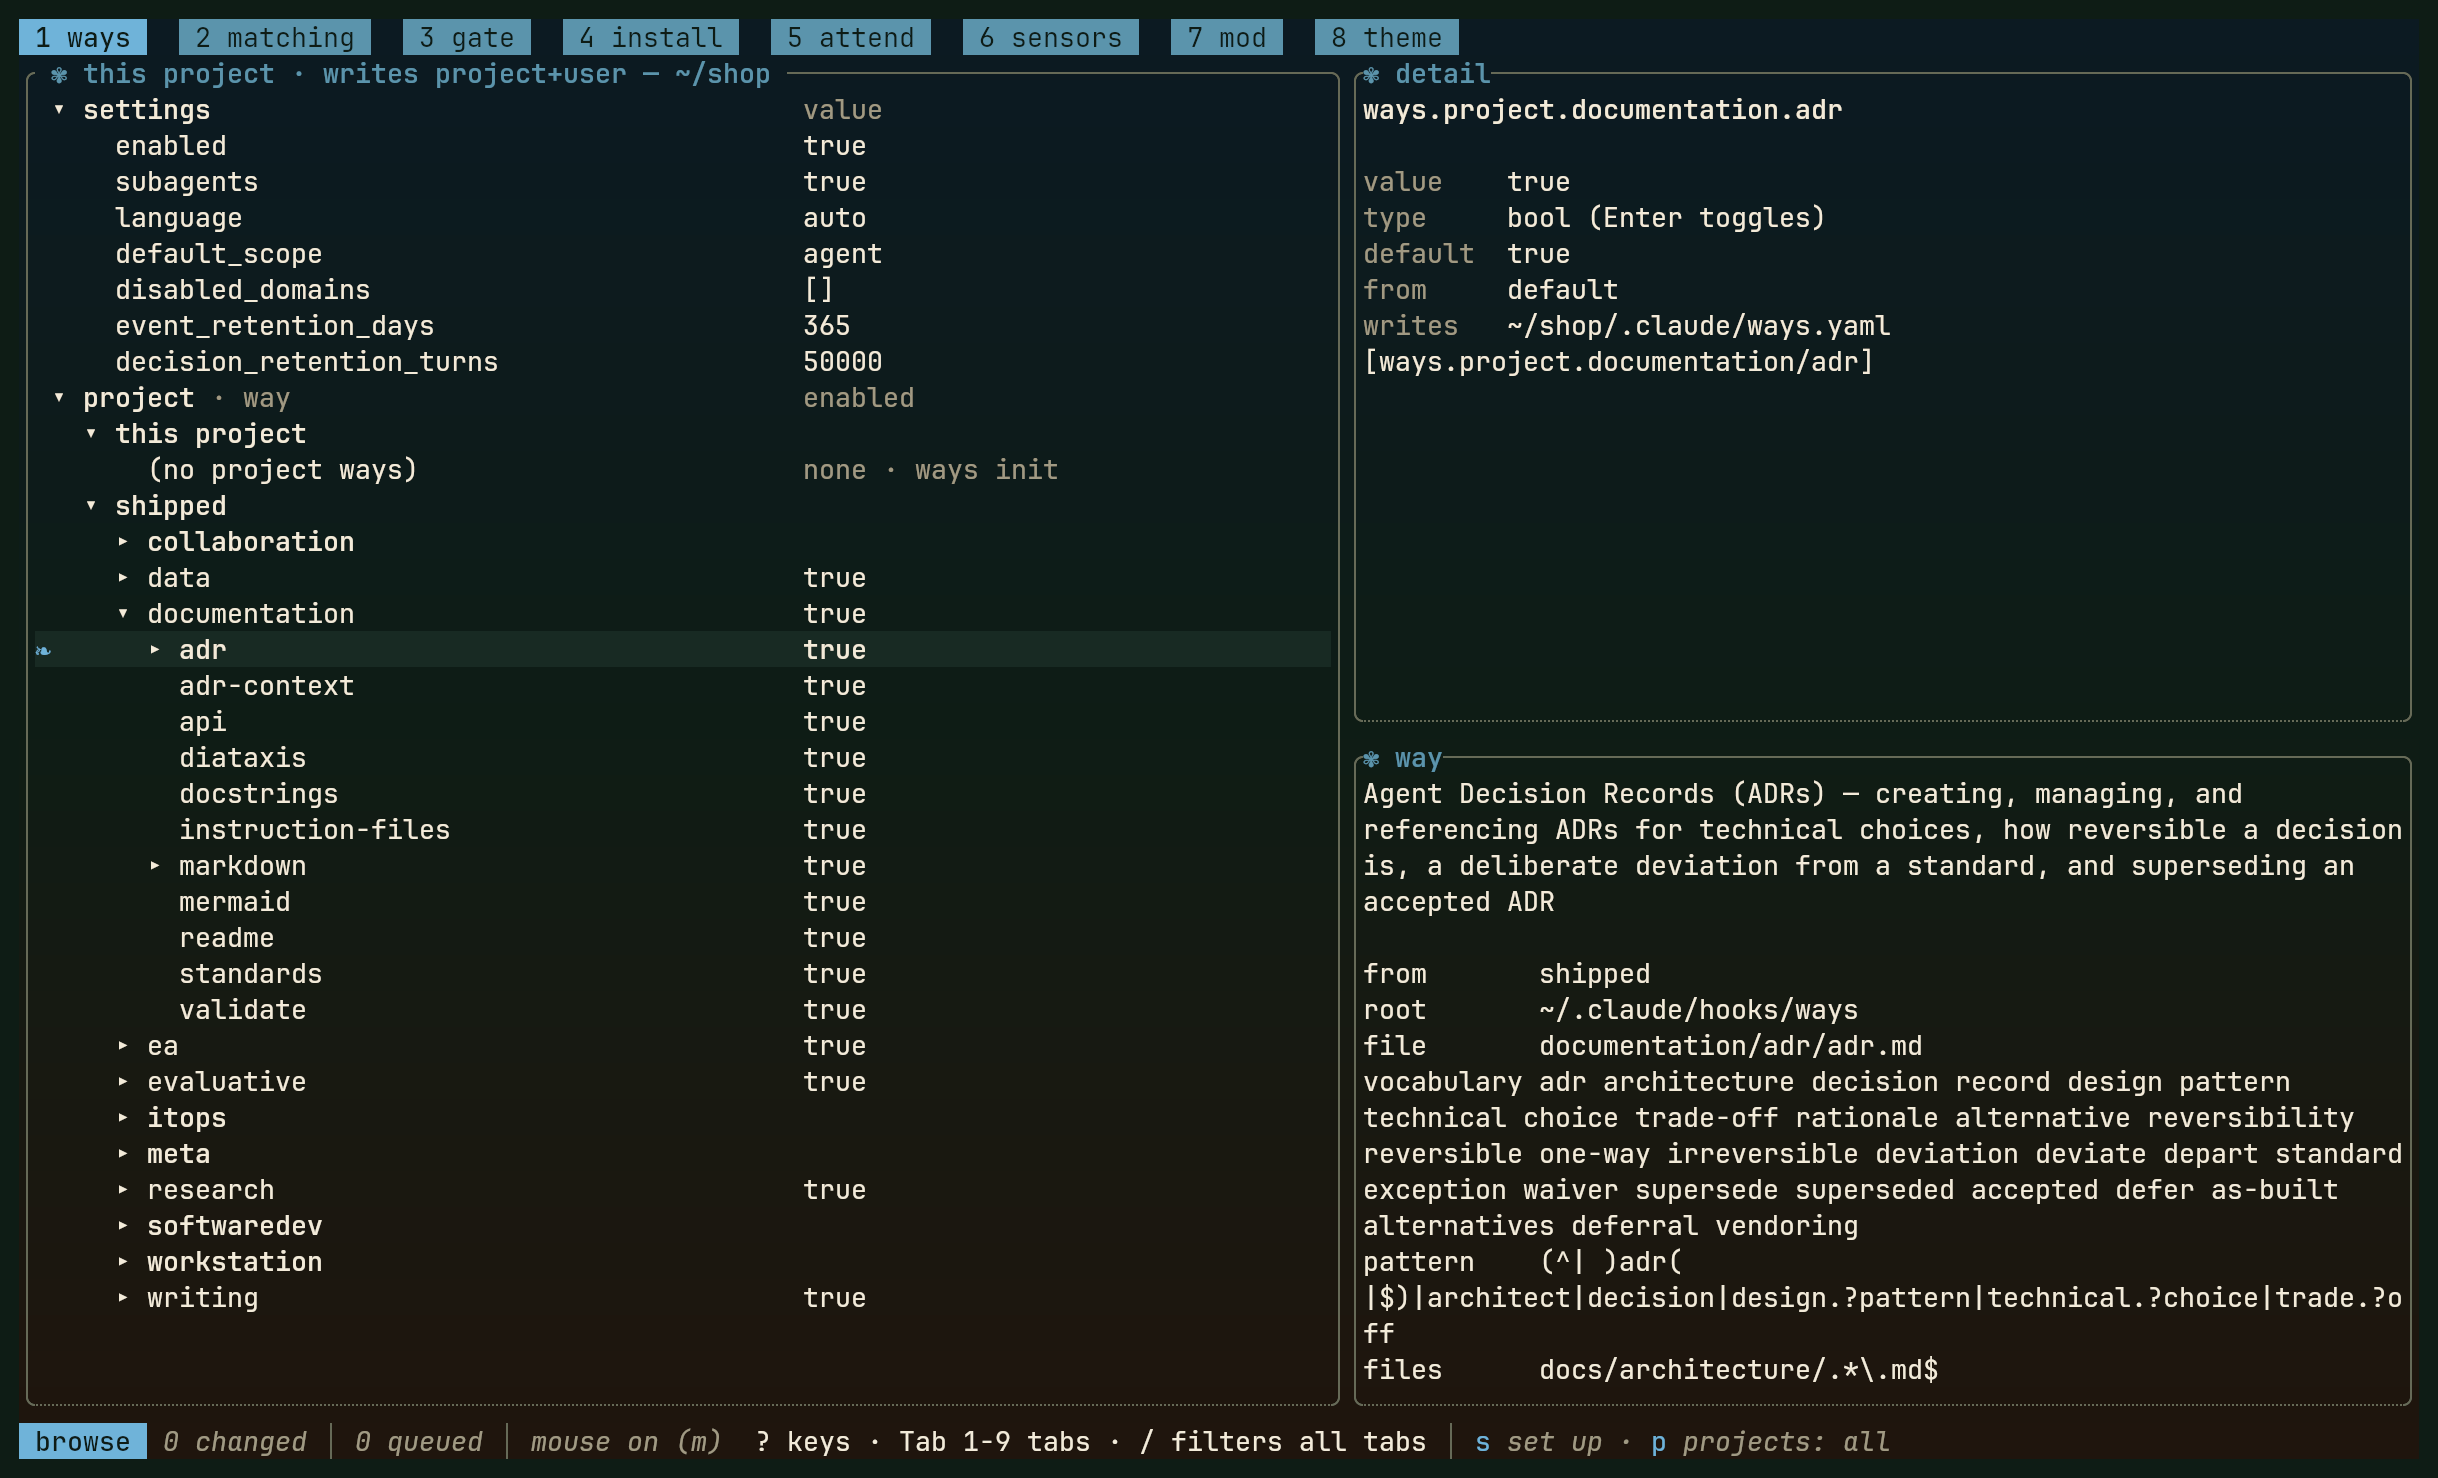 1 ways 2 matching 3 gate 4 install 5 attend 6 sensors 7 mod 8 theme
✾ this project · writes project+user — ~/shop
▾ settings value
enabled true
subagents true
language auto
default_scope agent
disabled_domains []
event_retention_days 365
decision_retention_turns 50000
▾ project · way enabled
▾ this project
(no project ways) none · ways init
▾ shipped
▸ collaboration
▸ data true
▾ documentation true
❧ ▸ adr true
adr-context true
api true
diataxis true
docstrings true
instruction-files true
▸ markdown true
mermaid true
readme true
standards true
validate true
▸ ea true
▸ evaluative true
▸ itops
▸ meta
▸ research true
▸ softwaredev
▸ workstation
▸ writing true
✾ detail
ways.project.documentation.adr
value true
type bool (Enter toggles)
default true
from default
writes ~/shop/.claude/ways.yaml
[ways.project.documentation/adr]
✾ way
Agent Decision Records (ADRs) — creating, managing, and
referencing ADRs for technical choices, how reversible a decision
is, a deliberate deviation from a standard, and superseding an
accepted ADR
from shipped
root ~/.claude/hooks/ways
file documentation/adr/adr.md
vocabulary adr architecture decision record design pattern
technical choice trade-off rationale alternative reversibility
reversible one-way irreversible deviation deviate depart standard
exception waiver supersede superseded accepted defer as-built
alternatives deferral vendoring
pattern (^| )adr(
|$)|architect|decision|design.?pattern|technical.?choice|trade.?o
ff
files docs/architecture/.*\.md$
browse 0 changed │ 0 queued │ mouse on (m) ? keys · Tab 1-9 tabs · / filters all tabs │ s set up · p projects: all